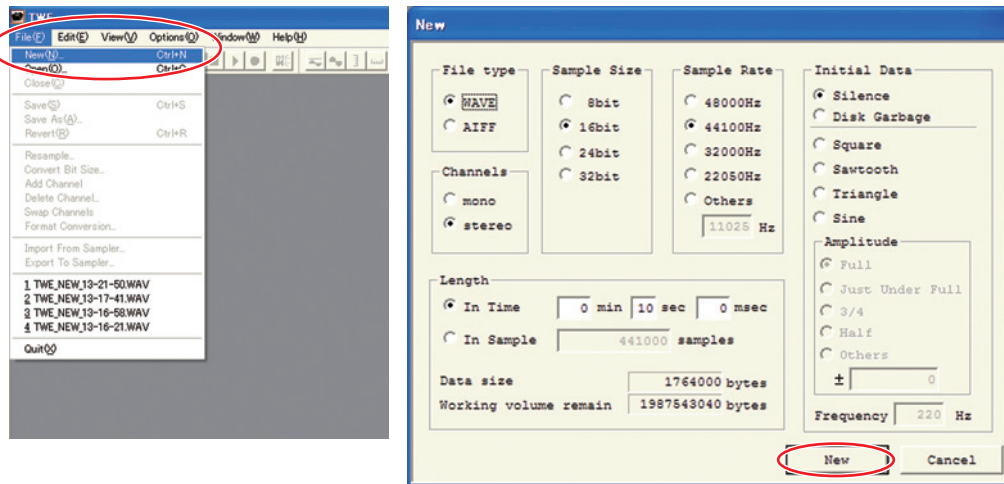 TWE
File(F) Edit(E) View(V) Options(O) Window(W) Help(H)
New(N)... Ctrl+N
Open(O)... Ctrl+O
Close(C)
Save(S) Ctrl+S
Save As(A)...
Revert(R) Ctrl+R
Resample...
Convert Bit Size...
Add Channel
Delete Channel...
Swap Channels
Format Conversion...
Import From Sampler...
Export To Sampler...
1 TWE_NEW_13-21-50.WAV
2 TWE_NEW_13-17-41.WAV
3 TWE_NEW_13-16-58.WAV
4 TWE_NEW_13-16-21.WAV
Quit(X)
New
File type
WAVE
AIFF
Channels
mono
stereo
Sample Size
8bit
16bit
24bit
32bit
Sample Rate
48000Hz
44100Hz
32000Hz
22050Hz
Others
11025 Hz
Length
In Time 0 min 10 sec 0 msec
In Sample 441000 samples
Data size 1764000 bytes
Working volume remain 1987543040 bytes
Initial Data
Silence
Disk Garbage
Square
Sawtooth
Triangle
Sine
Amplitude
Full
Just Under Full
3/4
Half
Others
± 0
Frequency 220 Hz
New Cancel